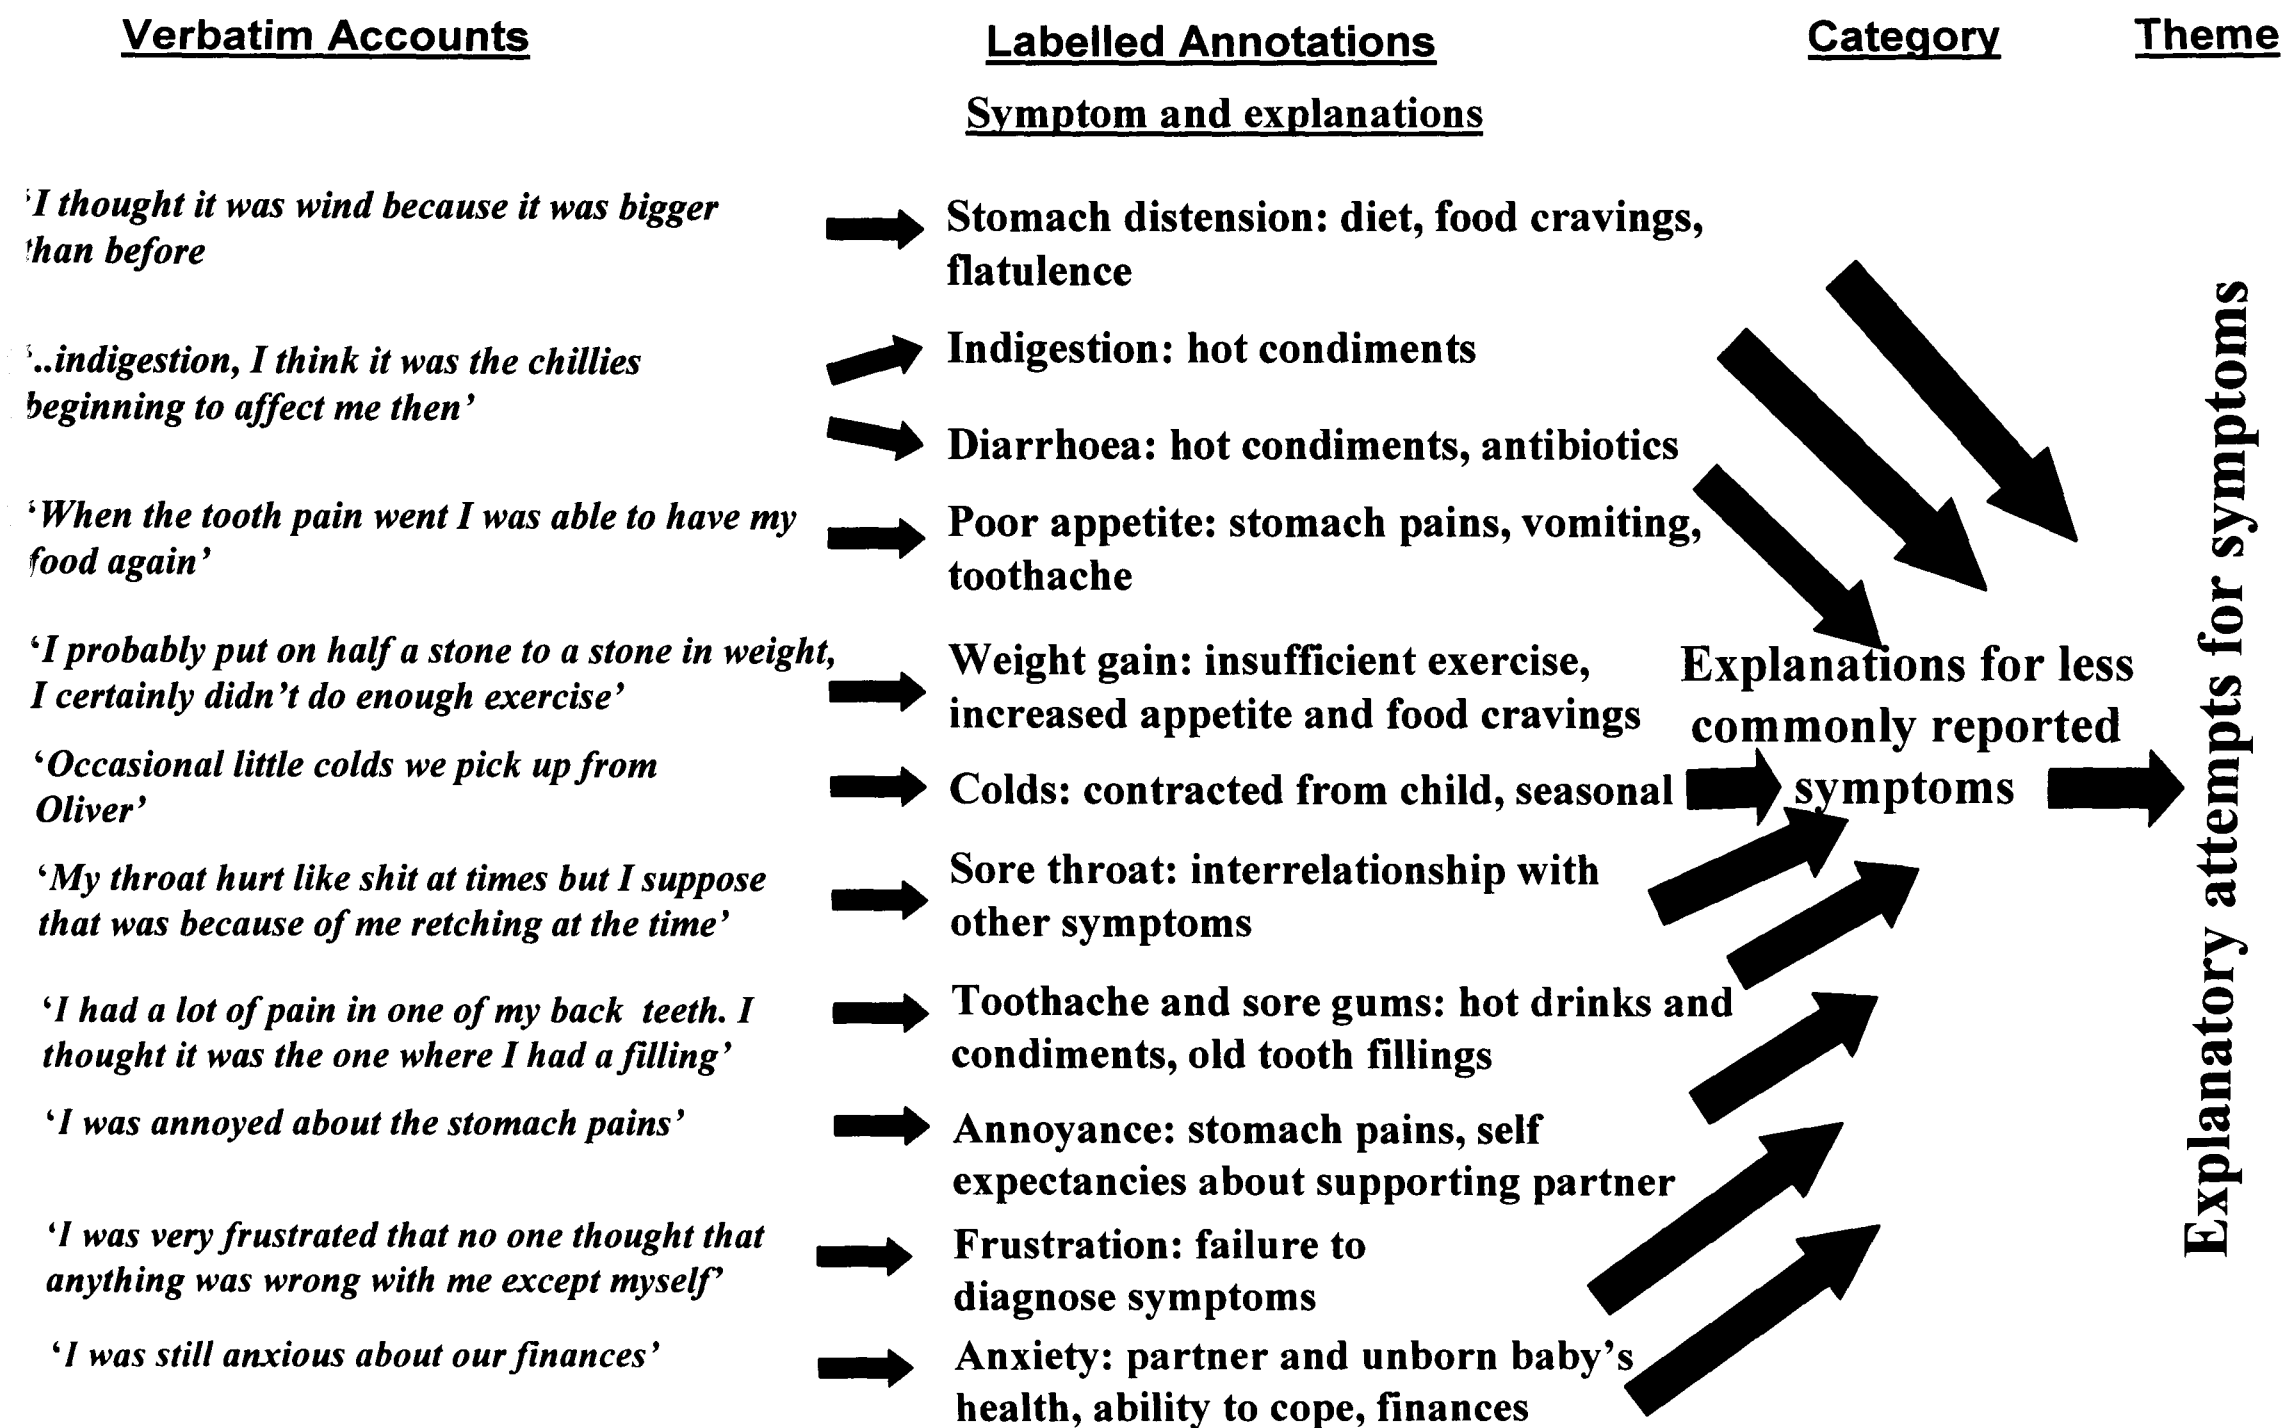 Verbatim Accounts
Labelled Annotations
Category
Theme
Symptom and explanations
'I thought it was wind because it was bigger
than before
Stomach distension: diet, food cravings,
flatulence
'..indigestion, I think it was the chillies
beginning to affect me then'
Indigestion: hot condiments
Diarrhoea: hot condiments, antibiotics
'When the tooth pain went I was able to have my
food again'
Poor appetite: stomach pains, vomiting,
toothache
'I probably put on half a stone to a stone in weight,
I certainly didn't do enough exercise'
Weight gain: insufficient exercise,
increased appetite and food cravings
'Occasional little colds we pick up from
Oliver'
Colds: contracted from child, seasonal
'My throat hurt like shit at times but I suppose
that was because of me retching at the time'
Sore throat: interrelationship with
other symptoms
'I had a lot of pain in one of my back teeth. I
thought it was the one where I had a filling'
Toothache and sore gums: hot drinks and
condiments, old tooth fillings
'I was annoyed about the stomach pains'
Annoyance: stomach pains, self
expectancies about supporting partner
'I was very frustrated that no one thought that
anything was wrong with me except myself'
Frustration: failure to
diagnose symptoms
'I was still anxious about our finances'
Anxiety: partner and unborn baby's
health, ability to cope, finances
Explanations for less
commonly reported
symptoms
Explanatory attempts for symptoms